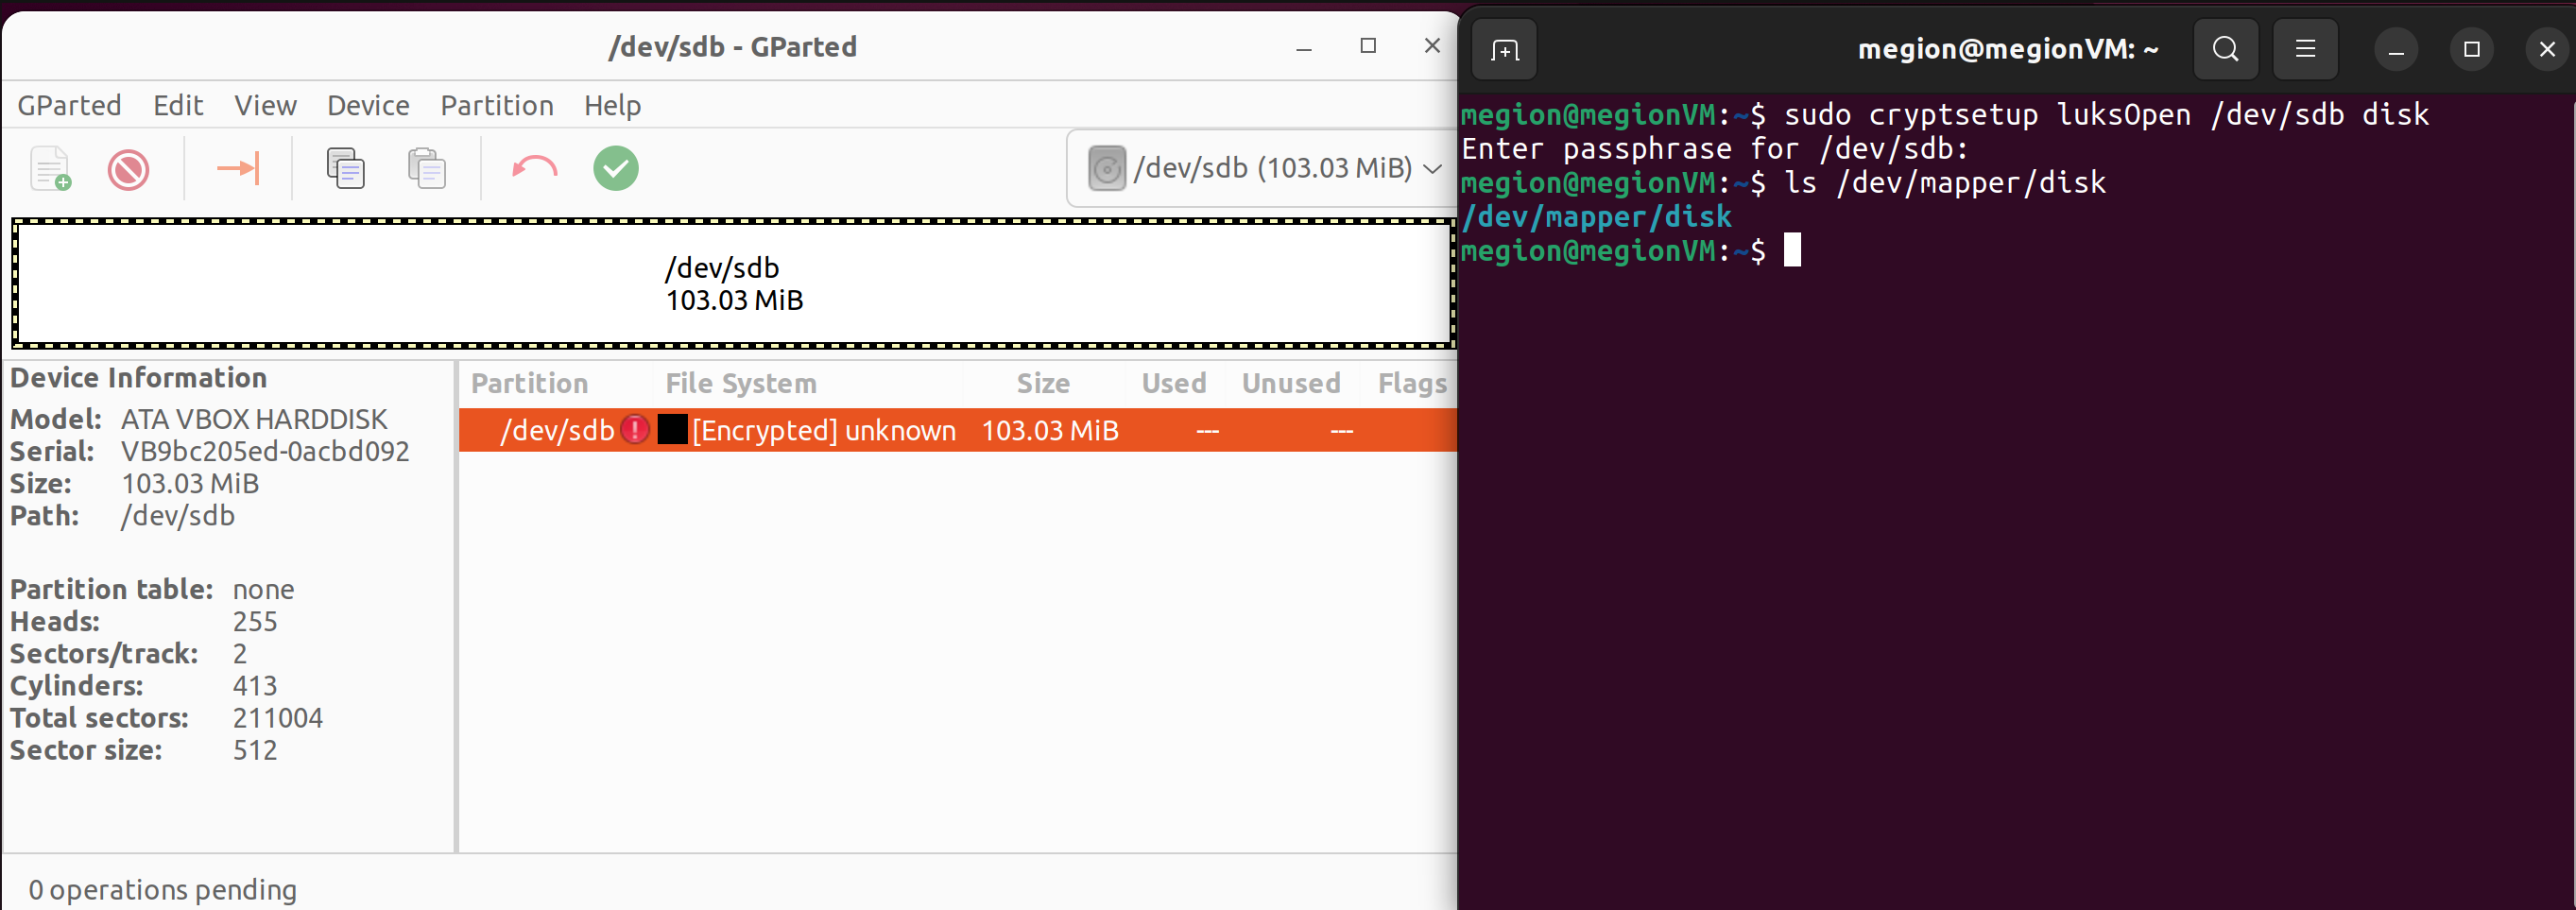 /dev/sdb - GParted
GParted Edit View Device Partition Help
/dev/sdb (103.03 MiB)
/dev/sdb
103.03 MiB
Device Information
Model: ATA VBOX HARDDISK
Serial: VB9bc205ed-0acbd092
Size: 103.03 MiB
Path: /dev/sdb
Partition table: none
Heads: 255
Sectors/track: 2
Cylinders: 413
Total sectors: 211004
Sector size: 512
Partition File System Size Used Unused Flags
/dev/sdb [Encrypted] unknown 103.03 MiB --- ---
0 operations pending
megion@megionVM: ~
megion@megionVM:~$ sudo cryptsetup luksOpen /dev/sdb disk
Enter passphrase for /dev/sdb:
megion@megionVM:~$ ls /dev/mapper/disk
/dev/mapper/disk
megion@megionVM:~$